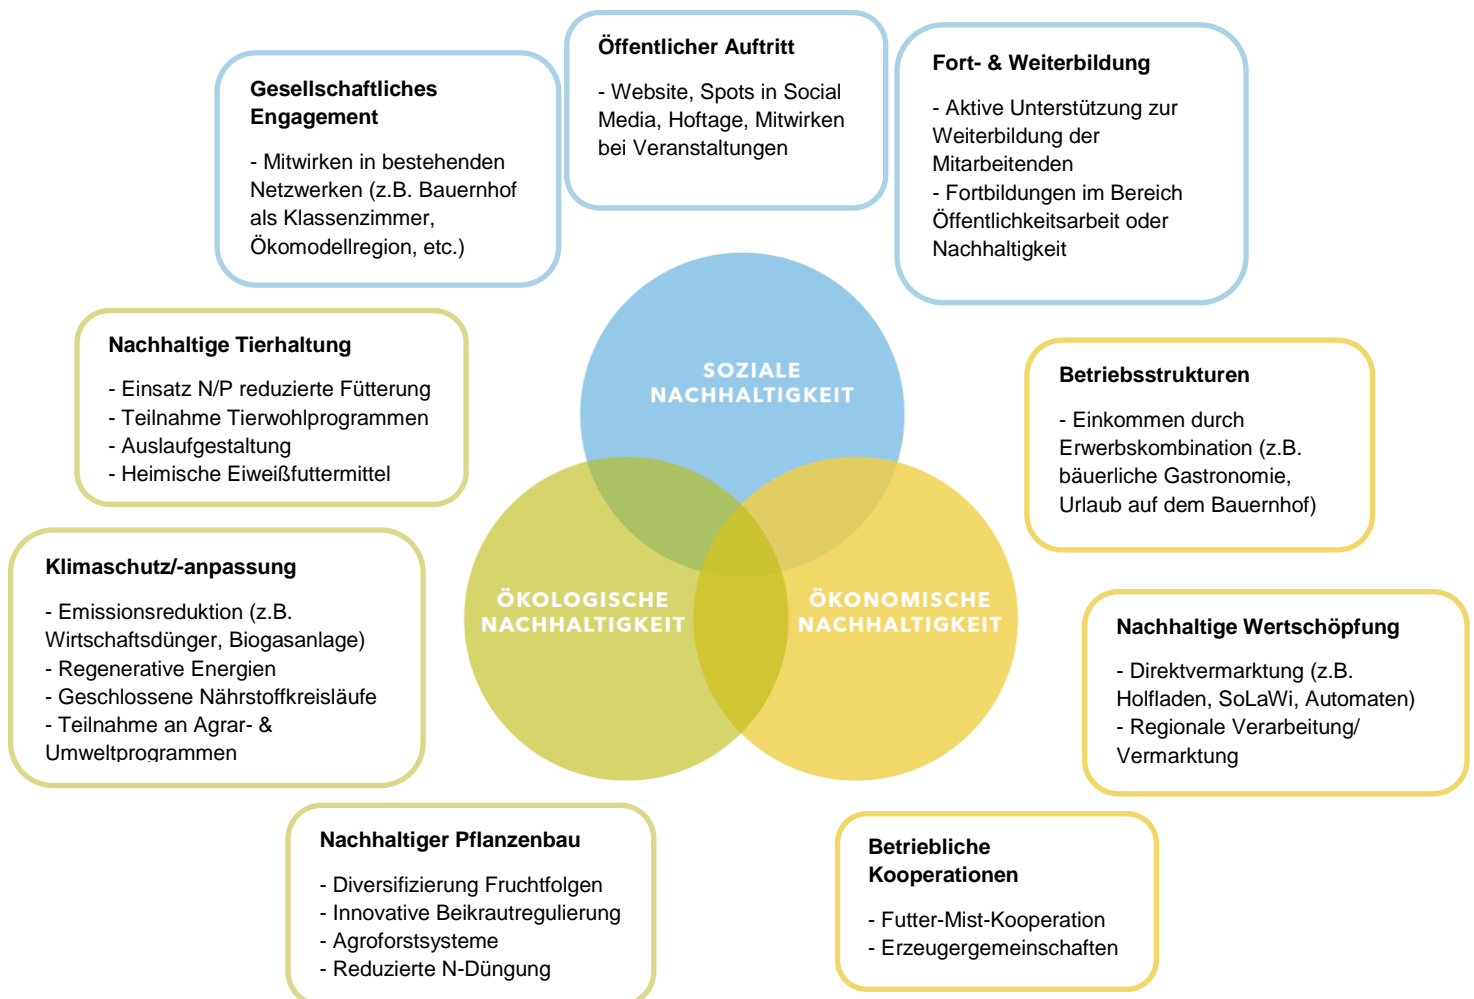 Öffentlicher Auftritt
- Website, Spots in Social
Media, Hoftage, Mitwirken
bei Veranstaltungen
Gesellschaftliches
Engagement
- Mitwirken in bestehenden
Netzwerken (z.B. Bauernhof
als Klassenzimmer,
Ökomodellregion, etc.)
Fort- & Weiterbildung
- Aktive Unterstützung zur
Weiterbildung der
Mitarbeitenden
- Fortbildungen im Bereich
Öffentlichkeitsarbeit oder
Nachhaltigkeit
Nachhaltige Tierhaltung
- Einsatz N/P reduzierte Fütterung
- Teilnahme Tierwohlprogrammen
- Auslaufgestaltung
- Heimische Eiweißfuttermittel
SOZIALE
NACHHALTIGKEIT
Betriebsstrukturen
- Einkommen durch
Erwerbskombination (z.B.
bäuerliche Gastronomie,
Urlaub auf dem Bauernhof)
Klimaschutz/-anpassung
- Emissionsreduktion (z.B.
Wirtschaftsdünger, Biogasanlage)
- Regenerative Energien
- Geschlossene Nährstoffkreisläufe
- Teilnahme an Agrar- &
Umweltprogrammen
ÖKOLOGISCHE
NACHHALTIGKEIT
ÖKONOMISCHE
NACHHALTIGKEIT
Nachhaltige Wertschöpfung
- Direktvermarktung (z.B.
Holfladen, SoLaWi, Automaten)
- Regionale Verarbeitung/
Vermarktung
Nachhaltiger Pflanzenbau
- Diversifizierung Fruchtfolgen
- Innovative Beikrautregulierung
- Agroforstsysteme
- Reduzierte N-Düngung
Betriebliche
Kooperationen
- Futter-Mist-Kooperation
- Erzeugergemeinschaften